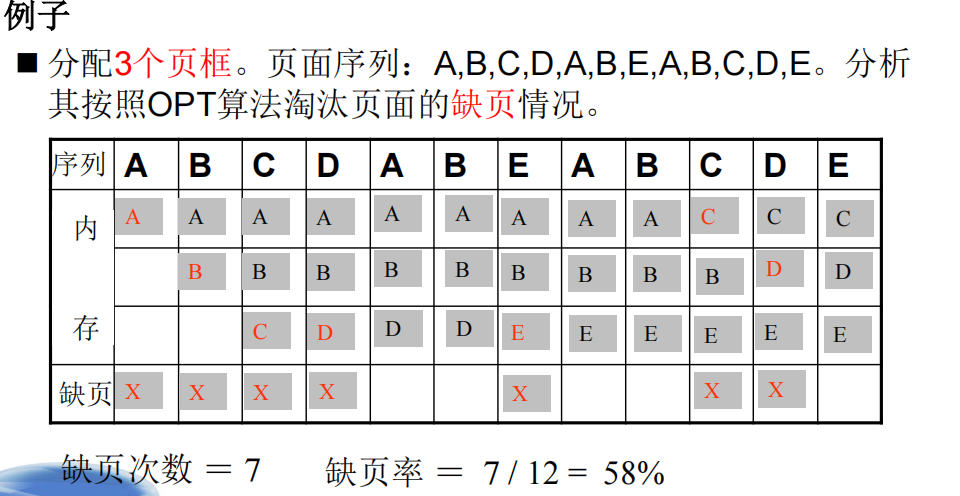 例子
■ 分配3个页框。页面序列：A,B,C,D,A,B,E,A,B,C,D,E。分析
其按照OPT算法淘汰页面的缺页情况。
序列 A B C D A B E A B C D E
内 A A A A A A A A A C C C
B B B B B B B B B D D
存 C D D D E E E E E E
缺页 X X X X X X X
缺页次数 = 7 缺页率 = 7 / 12 = 58%